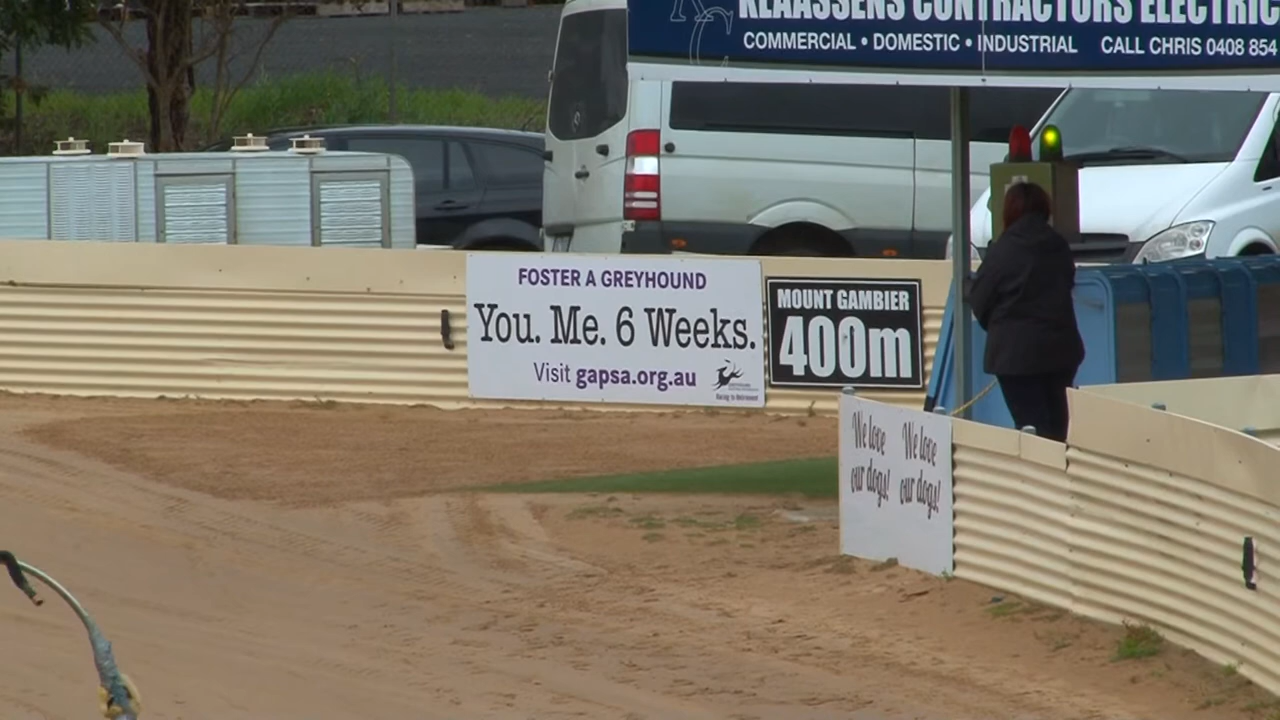 KLAASSENS CONTRACTORS ELECTRIC
COMMERCIAL • DOMESTIC • INDUSTRIAL CALL CHRIS 0408 854
FOSTER A GREYHOUND
You. Me. 6 Weeks.
Visit gapsa.org.au
MOUNT GAMBIER
400m
We love
our dogs!
We love
our dogs!